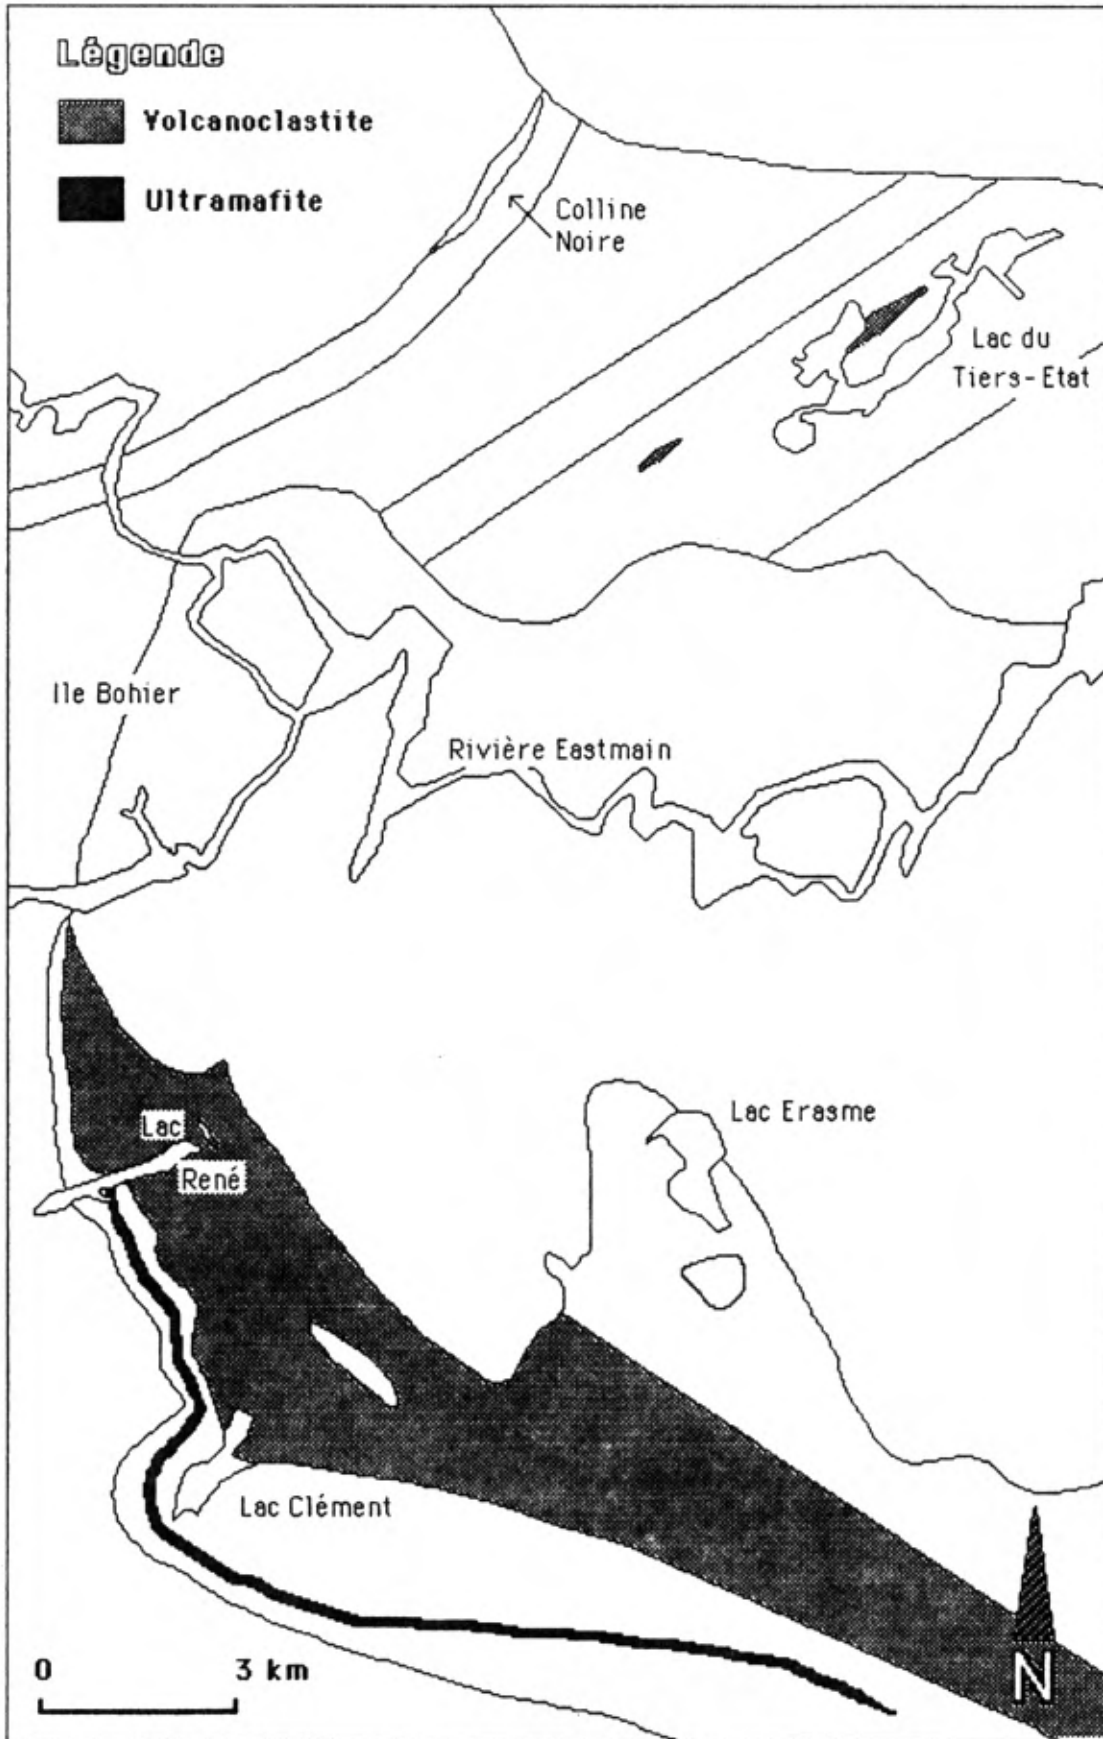 Légende
Volcanoclastite
Ultramafite
Colline
Noire
Lac du
Tiers-Etat
Ile Bohier
Rivière Eastmain
Lac Erasme
Lac
René
Lac Clément
0 3 km
N